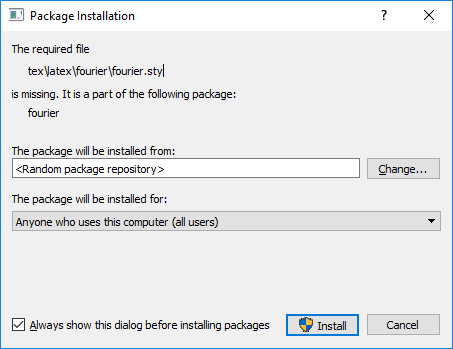 Package Installation
The required file
tex\latex\fourier\fourier.sty
is missing. It is a part of the following package:
fourier
The package will be installed from:
<Random package repository>
Change...
The package will be installed for:
Anyone who uses this computer (all users)
Always show this dialog before installing packages
Install
Cancel